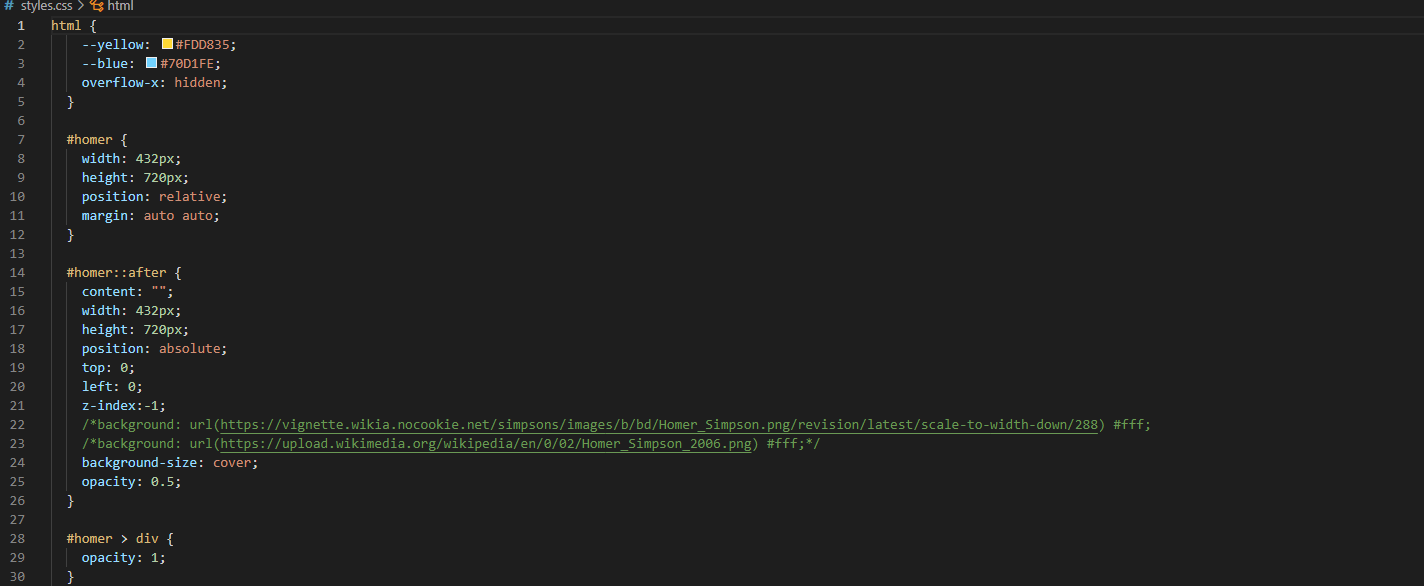 # styles.css > html
1 html {
2 --yellow: #FDD835;
3 --blue: #70D1FE;
4 overflow-x: hidden;
5 }
6
7 #homer {
8 width: 432px;
9 height: 720px;
10 position: relative;
11 margin: auto auto;
12 }
13
14 #homer::after {
15 content: "";
16 width: 432px;
17 height: 720px;
18 position: absolute;
19 top: 0;
20 left: 0;
21 z-index:-1;
22 /*background: url(https://vignette.wikia.nocookie.net/simpsons/images/b/bd/Homer_Simpson.png/revision/latest/scale-to-width-down/288) #fff;
23 /*background: url(https://upload.wikimedia.org/wikipedia/en/0/02/Homer_Simpson_2006.png) #fff;*/
24 background-size: cover;
25 opacity: 0.5;
26 }
27
28 #homer > div {
29 opacity: 1;
30 }